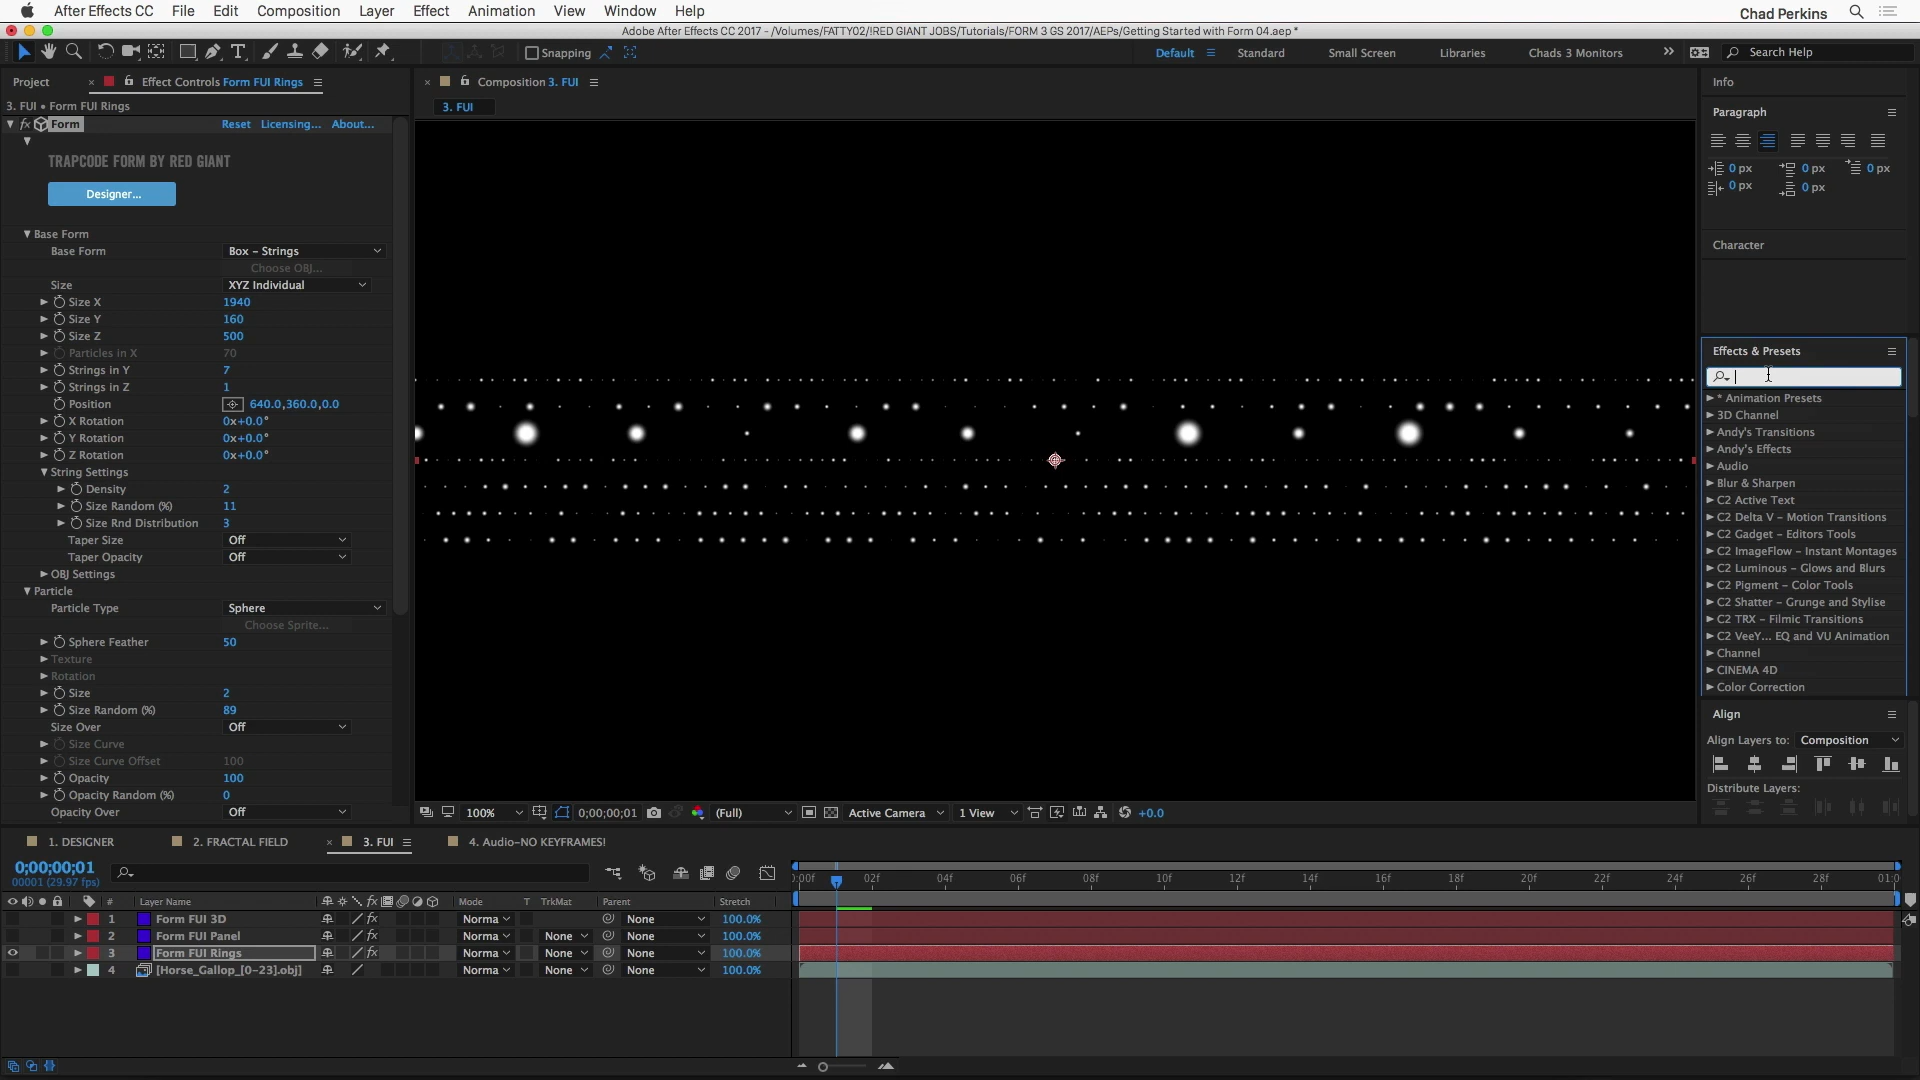 After Effects CC File Edit Composition Layer Effect Animation View Window Help Chad Perkins
Adobe After Effects CC 2017 - /Volumes/FATTY02/!RED GIANT JOBS/Tutorials/FORM 3 GS 2017/AEPs/Getting Started with Form 04.aep *
Snapping Default Standard Small Screen Libraries Chads 3 Monitors Search Help
Project Effect Controls Form FUI Rings Composition 3. FUI Info
3. FUI • Form FUI Rings 3. FUI
Form Reset Licensing... About...
TRAPCODE FORM BY RED GIANT
Designer...
Base Form
Base Form Box – Strings
Choose OBJ...
Size XYZ Individual
Size X 1940
Size Y 160
Size Z 500
Particles in X 70
Strings in Y 7
Strings in Z 1
Position 640.0,360.0,0.0
X Rotation 0x+0.0°
Y Rotation 0x+0.0°
Z Rotation 0x+0.0°
String Settings
Density 2
Size Random (%) 11
Size Rnd Distribution 3
Taper Size Off
Taper Opacity Off
OBJ Settings
Particle
Particle Type Sphere
Choose Sprite...
Sphere Feather 50
Texture
Rotation
Size 2
Size Random (%) 89
Size Over Off
Size Curve
Size Curve Offset 100
Opacity 100
Opacity Random (%) 0
Opacity Over Off
Paragraph
0 px 0 px 0 px
0 px 0 px
Character
Effects & Presets
* Animation Presets
3D Channel
Andy's Transitions
Andy's Effects
Audio
Blur & Sharpen
C2 Active Text
C2 Delta V – Motion Transitions
C2 Gadget – Editors Tools
C2 ImageFlow – Instant Montages
C2 Luminous – Glows and Blurs
C2 Pigment – Color Tools
C2 Shatter – Grunge and Stylise
C2 TRX – Filmic Transitions
C2 VeeY... EQ and VU Animation
Channel
CINEMA 4D
Color Correction
Align
Align Layers to: Composition
Distribute Layers:
100% 0;00;00;01 (Full) Active Camera 1 View +0.0
1. DESIGNER 2. FRACTAL FIELD 3. FUI 4. Audio-NO KEYFRAMES!
0;00;00;01
00001 (29.97 fps)
):00f 02f 04f 06f 08f 10f 12f 14f 16f 18f 20f 22f 24f 26f 28f 01:0
# Layer Name Mode T TrkMat Parent Stretch
1 Form FUI 3D Norma None 100.0%
2 Form FUI Panel Norma None None 100.0%
3 Form FUI Rings Norma None None 100.0%
4 [Horse_Gallop_[0-23].obj] Norma None None 100.0%